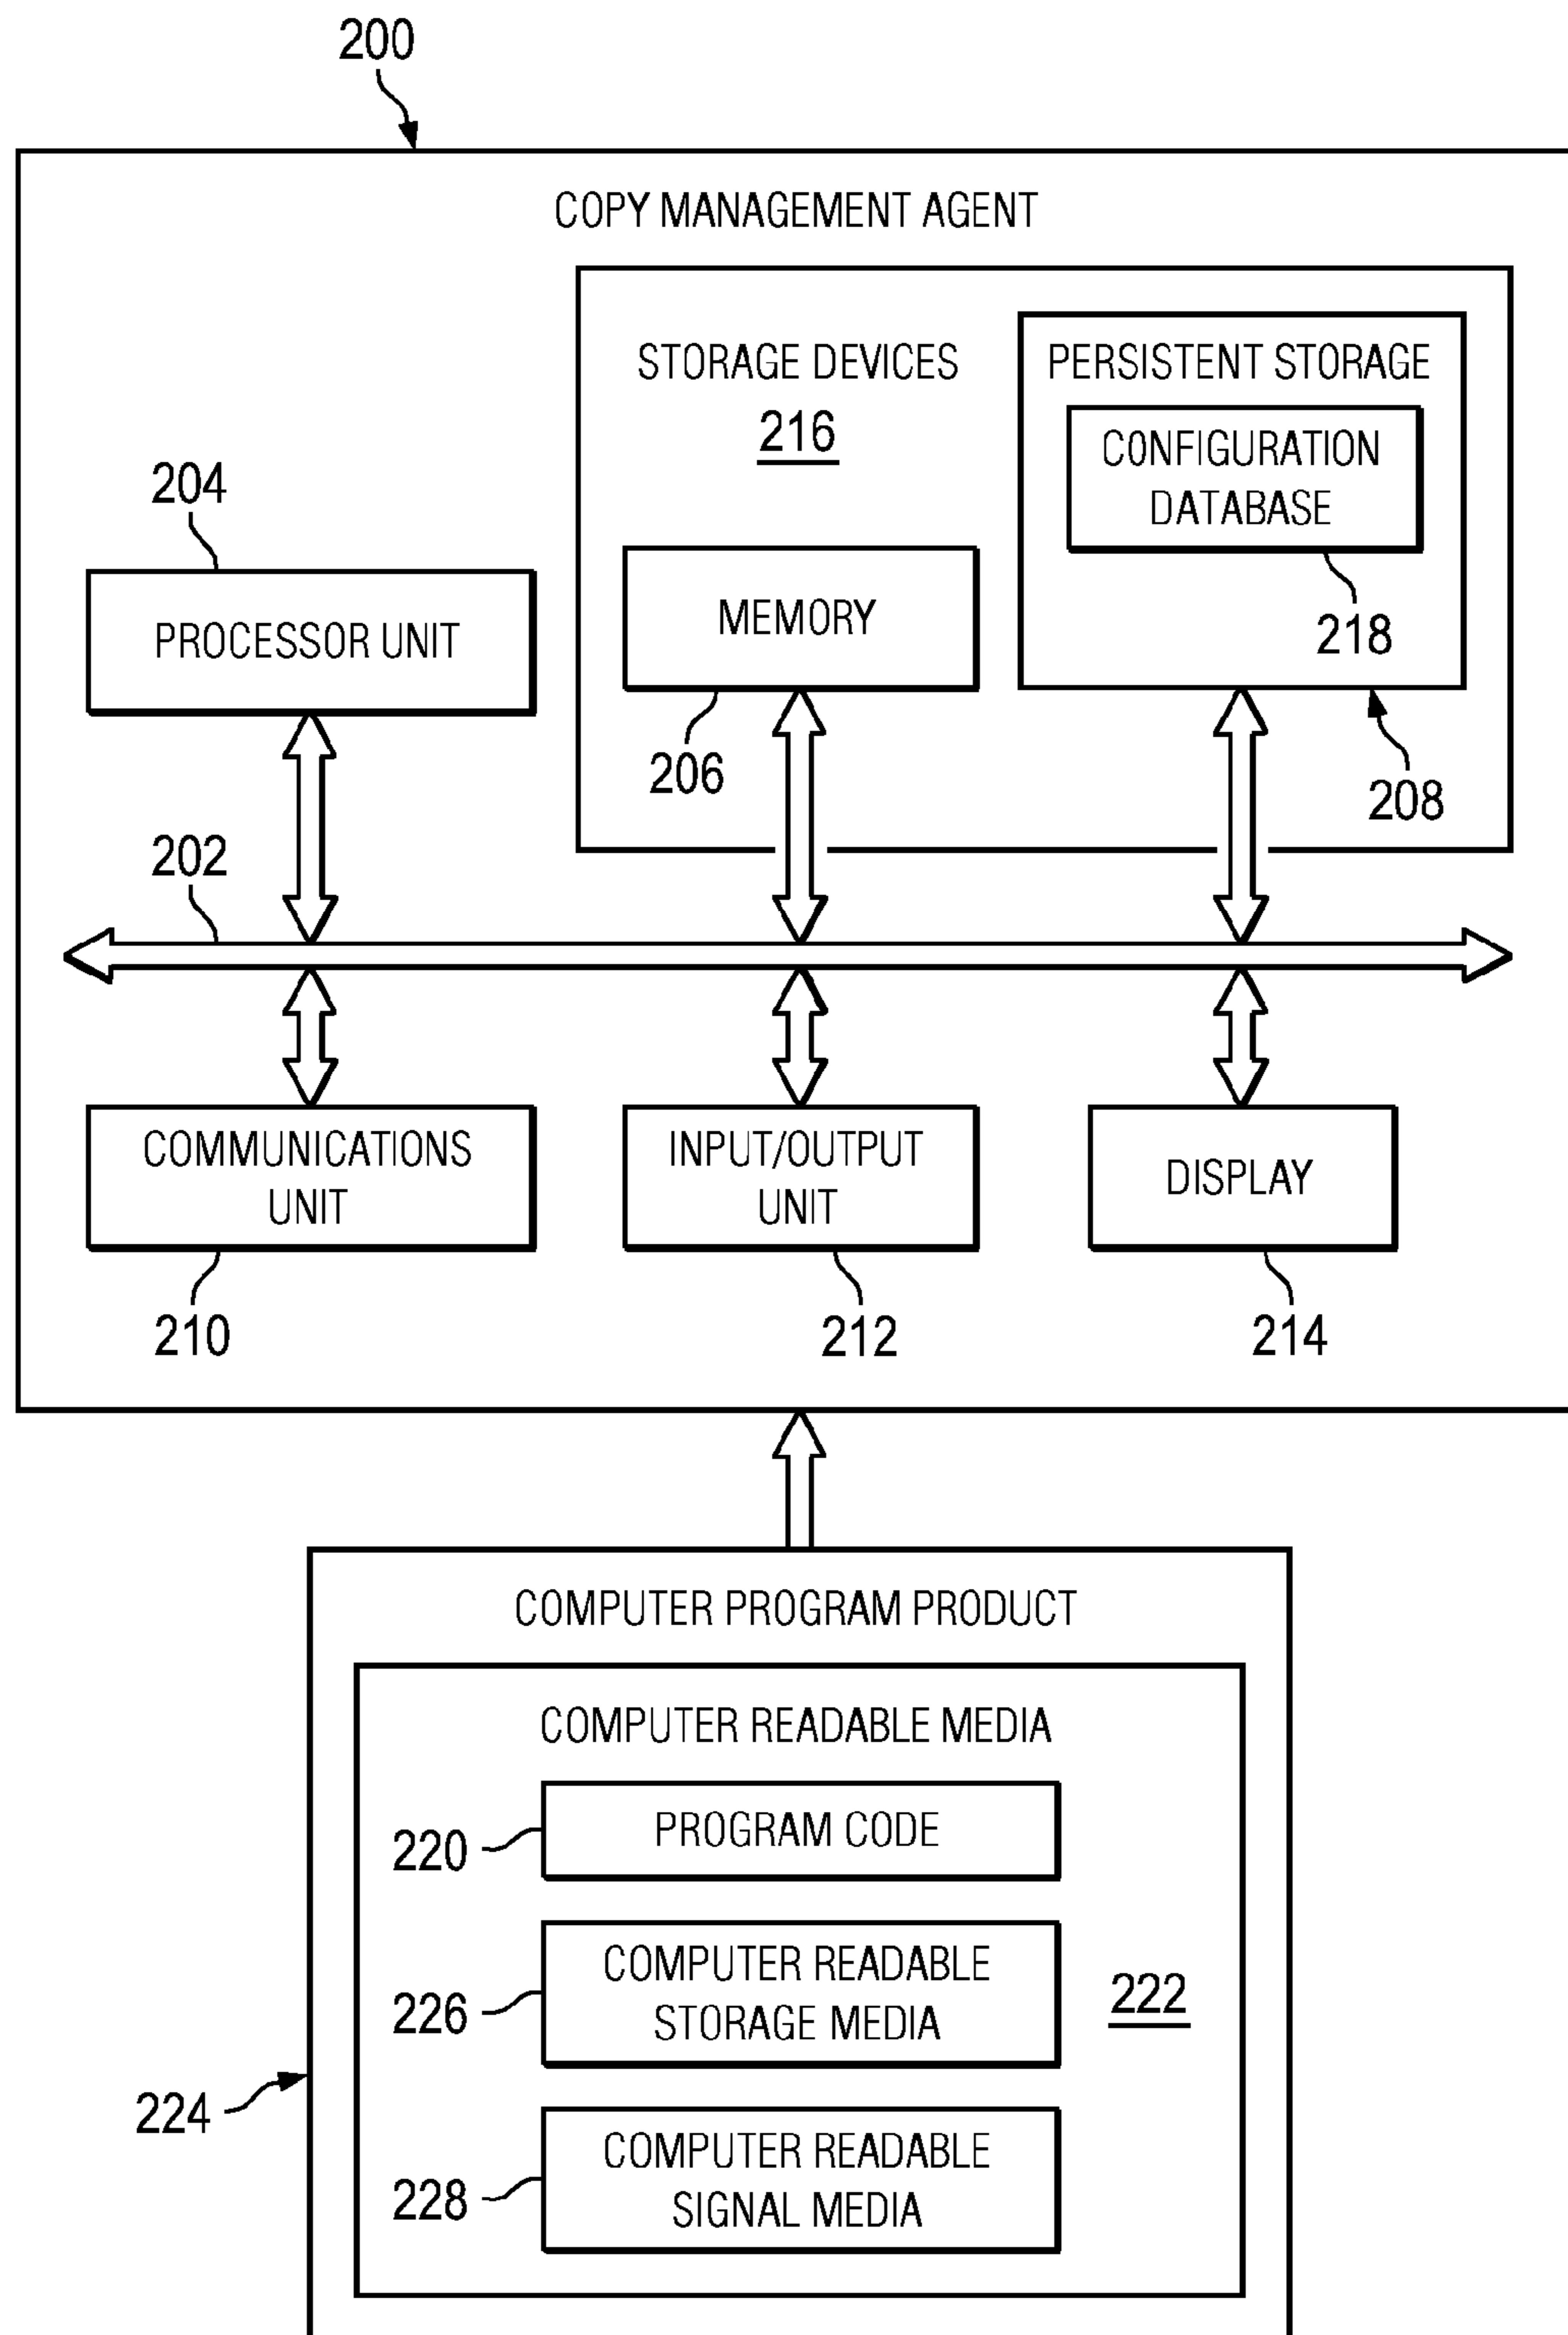 200
COPY MANAGEMENT AGENT
STORAGE DEVICES
216
PERSISTENT STORAGE
CONFIGURATION
DATABASE
218
208
204
PROCESSOR UNIT
MEMORY
206
202
COMMUNICATIONS
UNIT
210
INPUT/OUTPUT
UNIT
212
DISPLAY
214
COMPUTER PROGRAM PRODUCT
COMPUTER READABLE MEDIA
220
PROGRAM CODE
226
COMPUTER READABLE
STORAGE MEDIA
222
224
228
COMPUTER READABLE
SIGNAL MEDIA